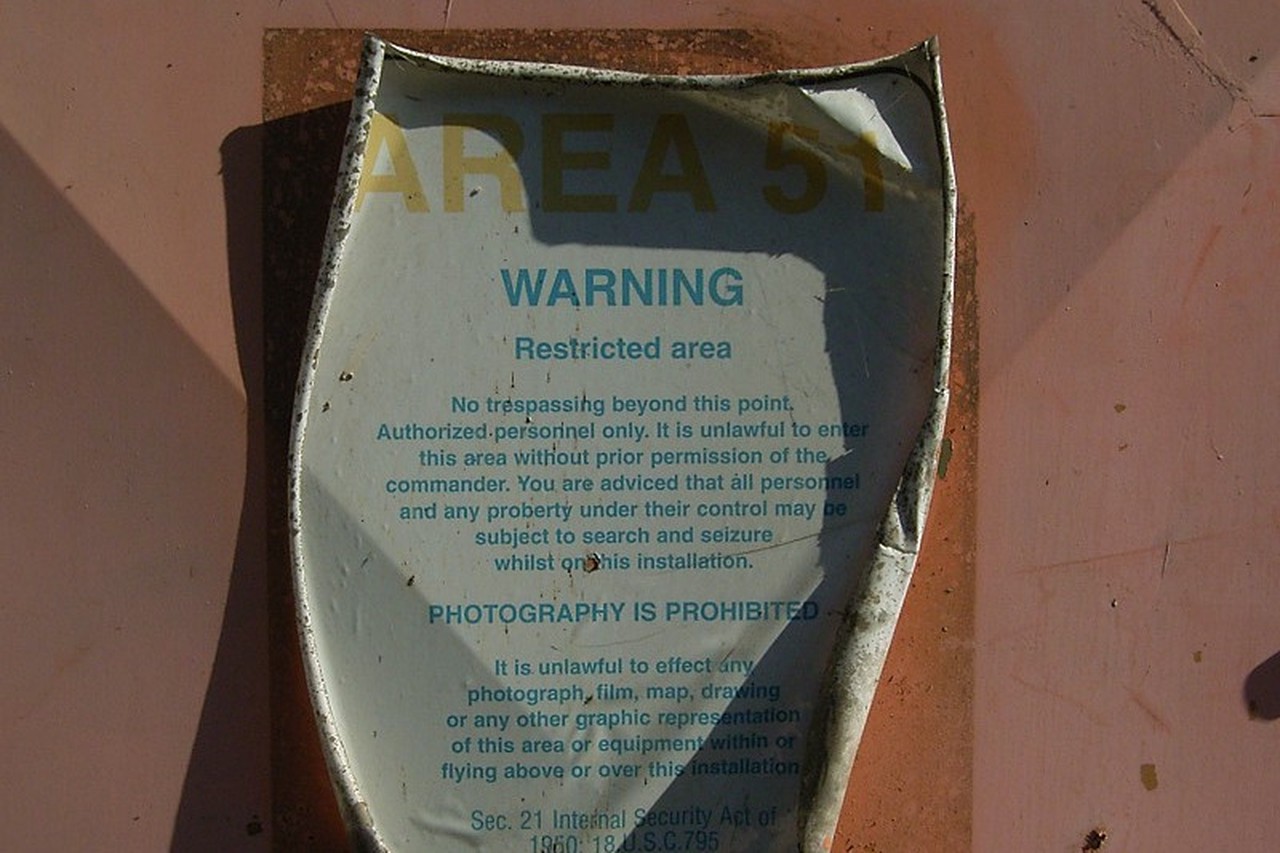 AREA 51
WARNING
Restricted area
No trespassing beyond this point.
Authorized personnel only. It is unlawful to enter
this area without prior permission of the
commander. You are adviced that all personnel
and any proberty under their control may be
subject to search and seizure
whilst on this installation.
PHOTOGRAPHY IS PROHIBITED
It is unlawful to effect any
photograph, film, map, drawing
or any other graphic representation
of this area or equipment within or
flying above or over this installation
Sec. 21 Internal Security Act of
1950; 18.U.S.C.795